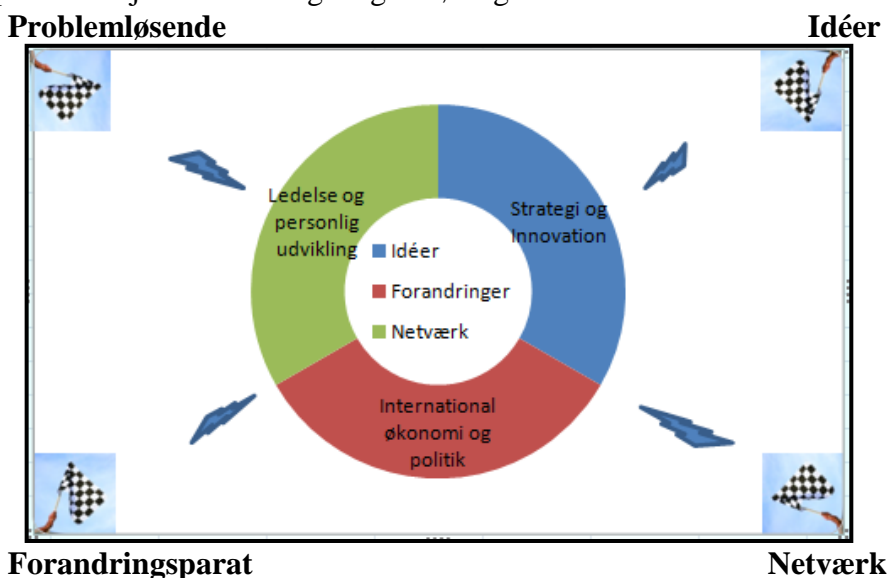 Problemløsende Idéer
Ledelse og
personlig
udvikling
Strategi og
Innovation
Idéer
Forandringer
Netværk
International
økonomi og
politik
Forandringsparat Netværk